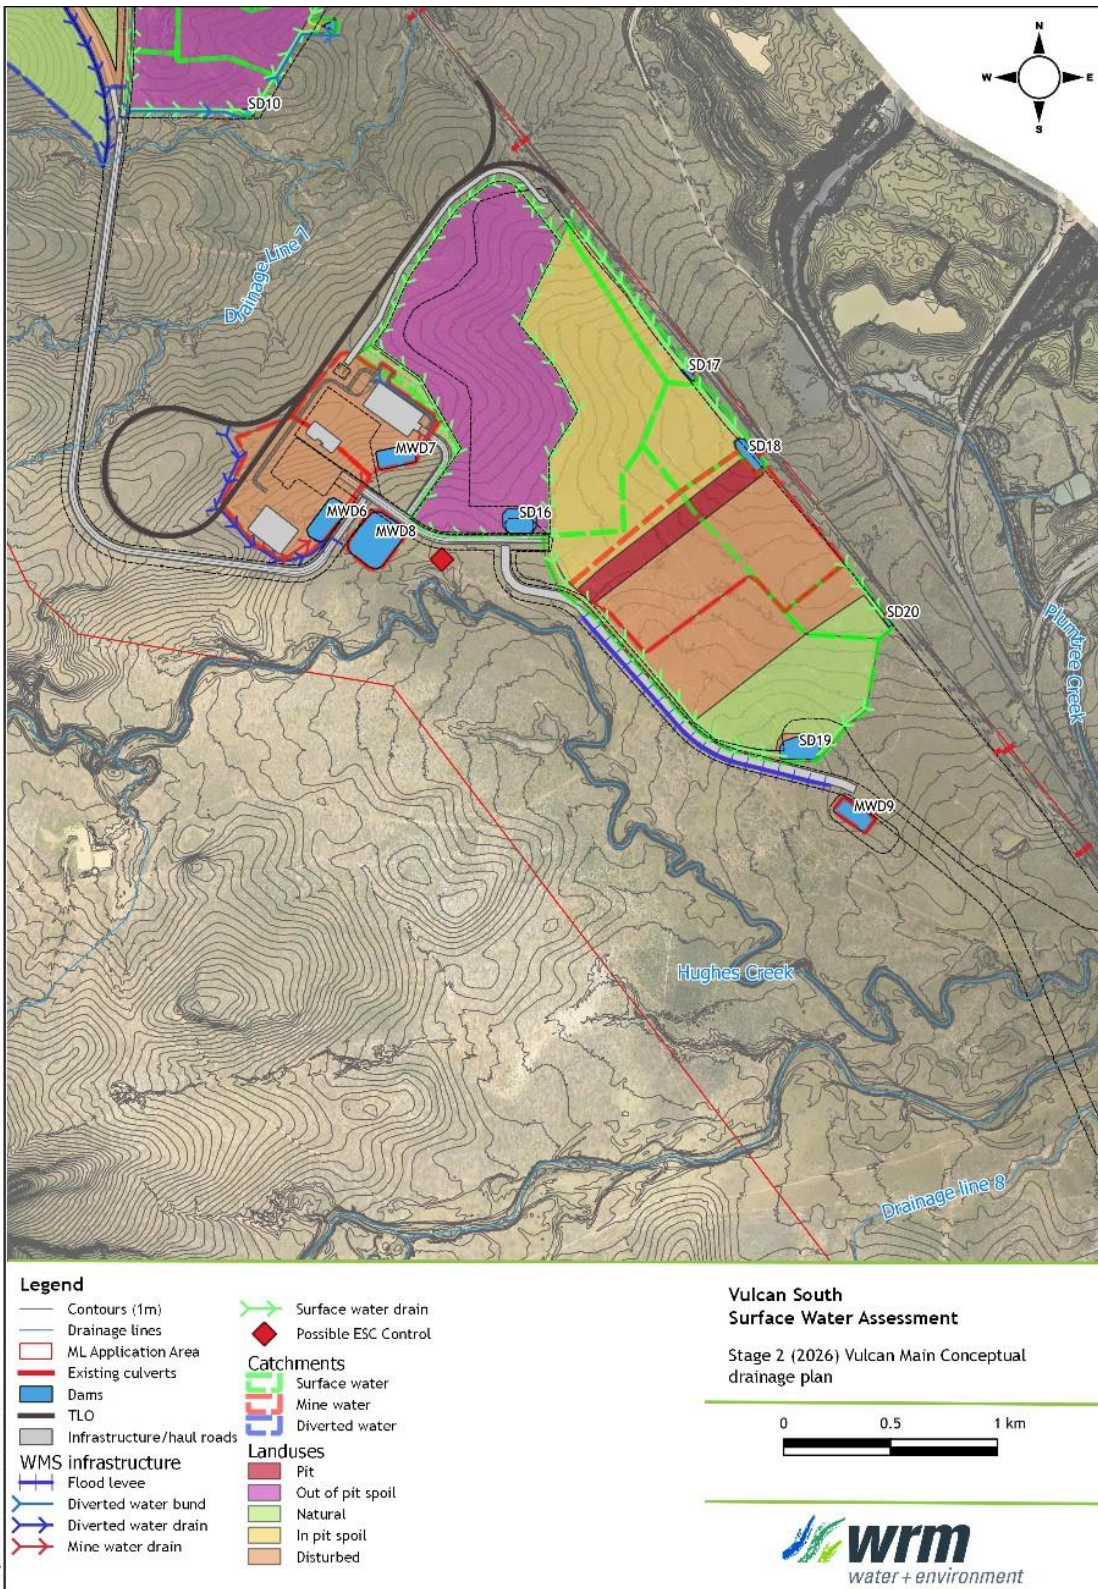 N
W E
S
SD10
Drainage Line 7
SD17
SD18
MWD7
MWD6
MWD8
SD16
SD20
Plumtree Creek
SD19
MWD9
Hughes Creek
Drainage line 8
Legend
Contours (1m)
Drainage lines
ML Application Area
Existing culverts
Dams
TLO
Infrastructure/haul roads
WMS infrastructure
Flood levee
Diverted water bund
Diverted water drain
Mine water drain
Surface water drain
Possible ESC Control
Catchments
Surface water
Mine water
Diverted water
Landuses
Pit
Out of pit spoil
Natural
In pit spoil
Disturbed
Vulcan South
Surface Water Assessment
Stage 2 (2026) Vulcan Main Conceptual
drainage plan
0 0.5 1 km
wrm
water + environment